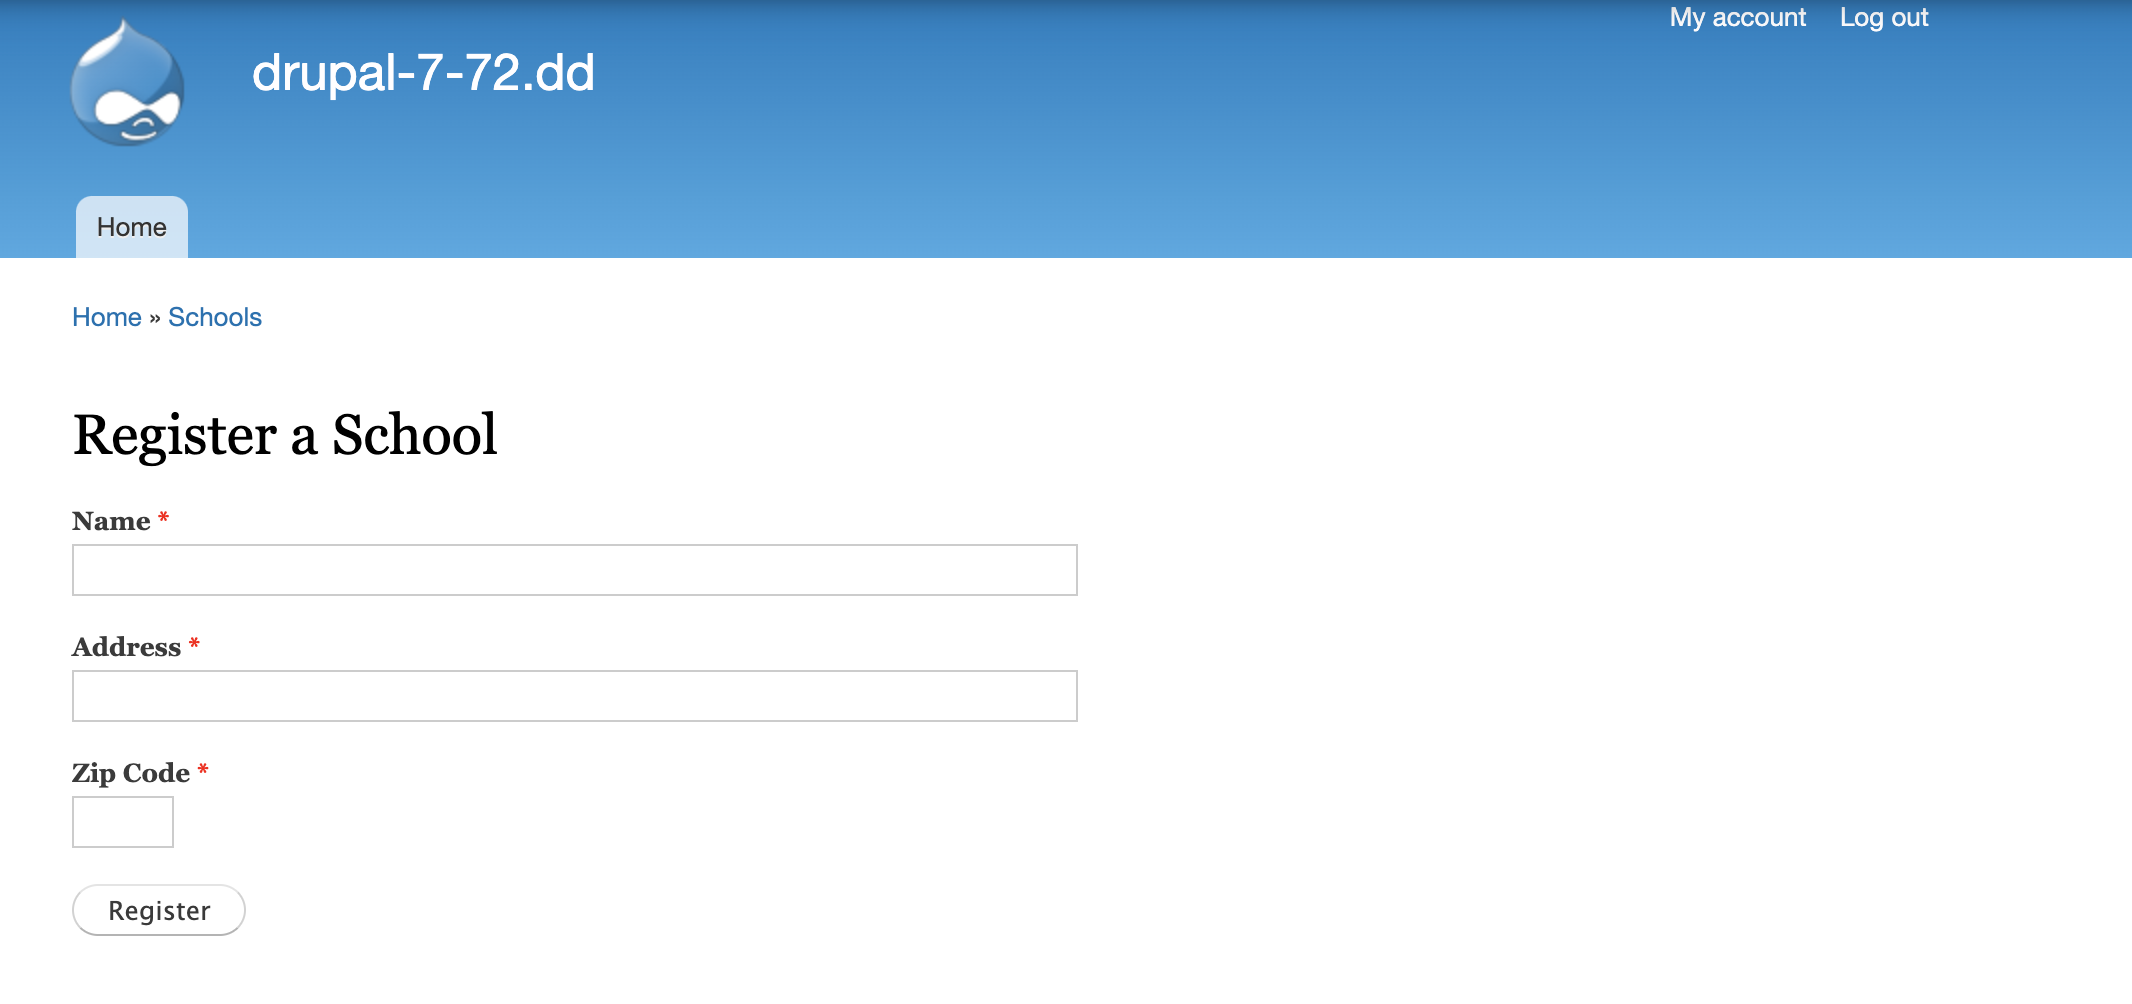 My account Log out
drupal-7-72.dd
Home
Home » Schools
Register a School
Name *
Address *
Zip Code *
Register